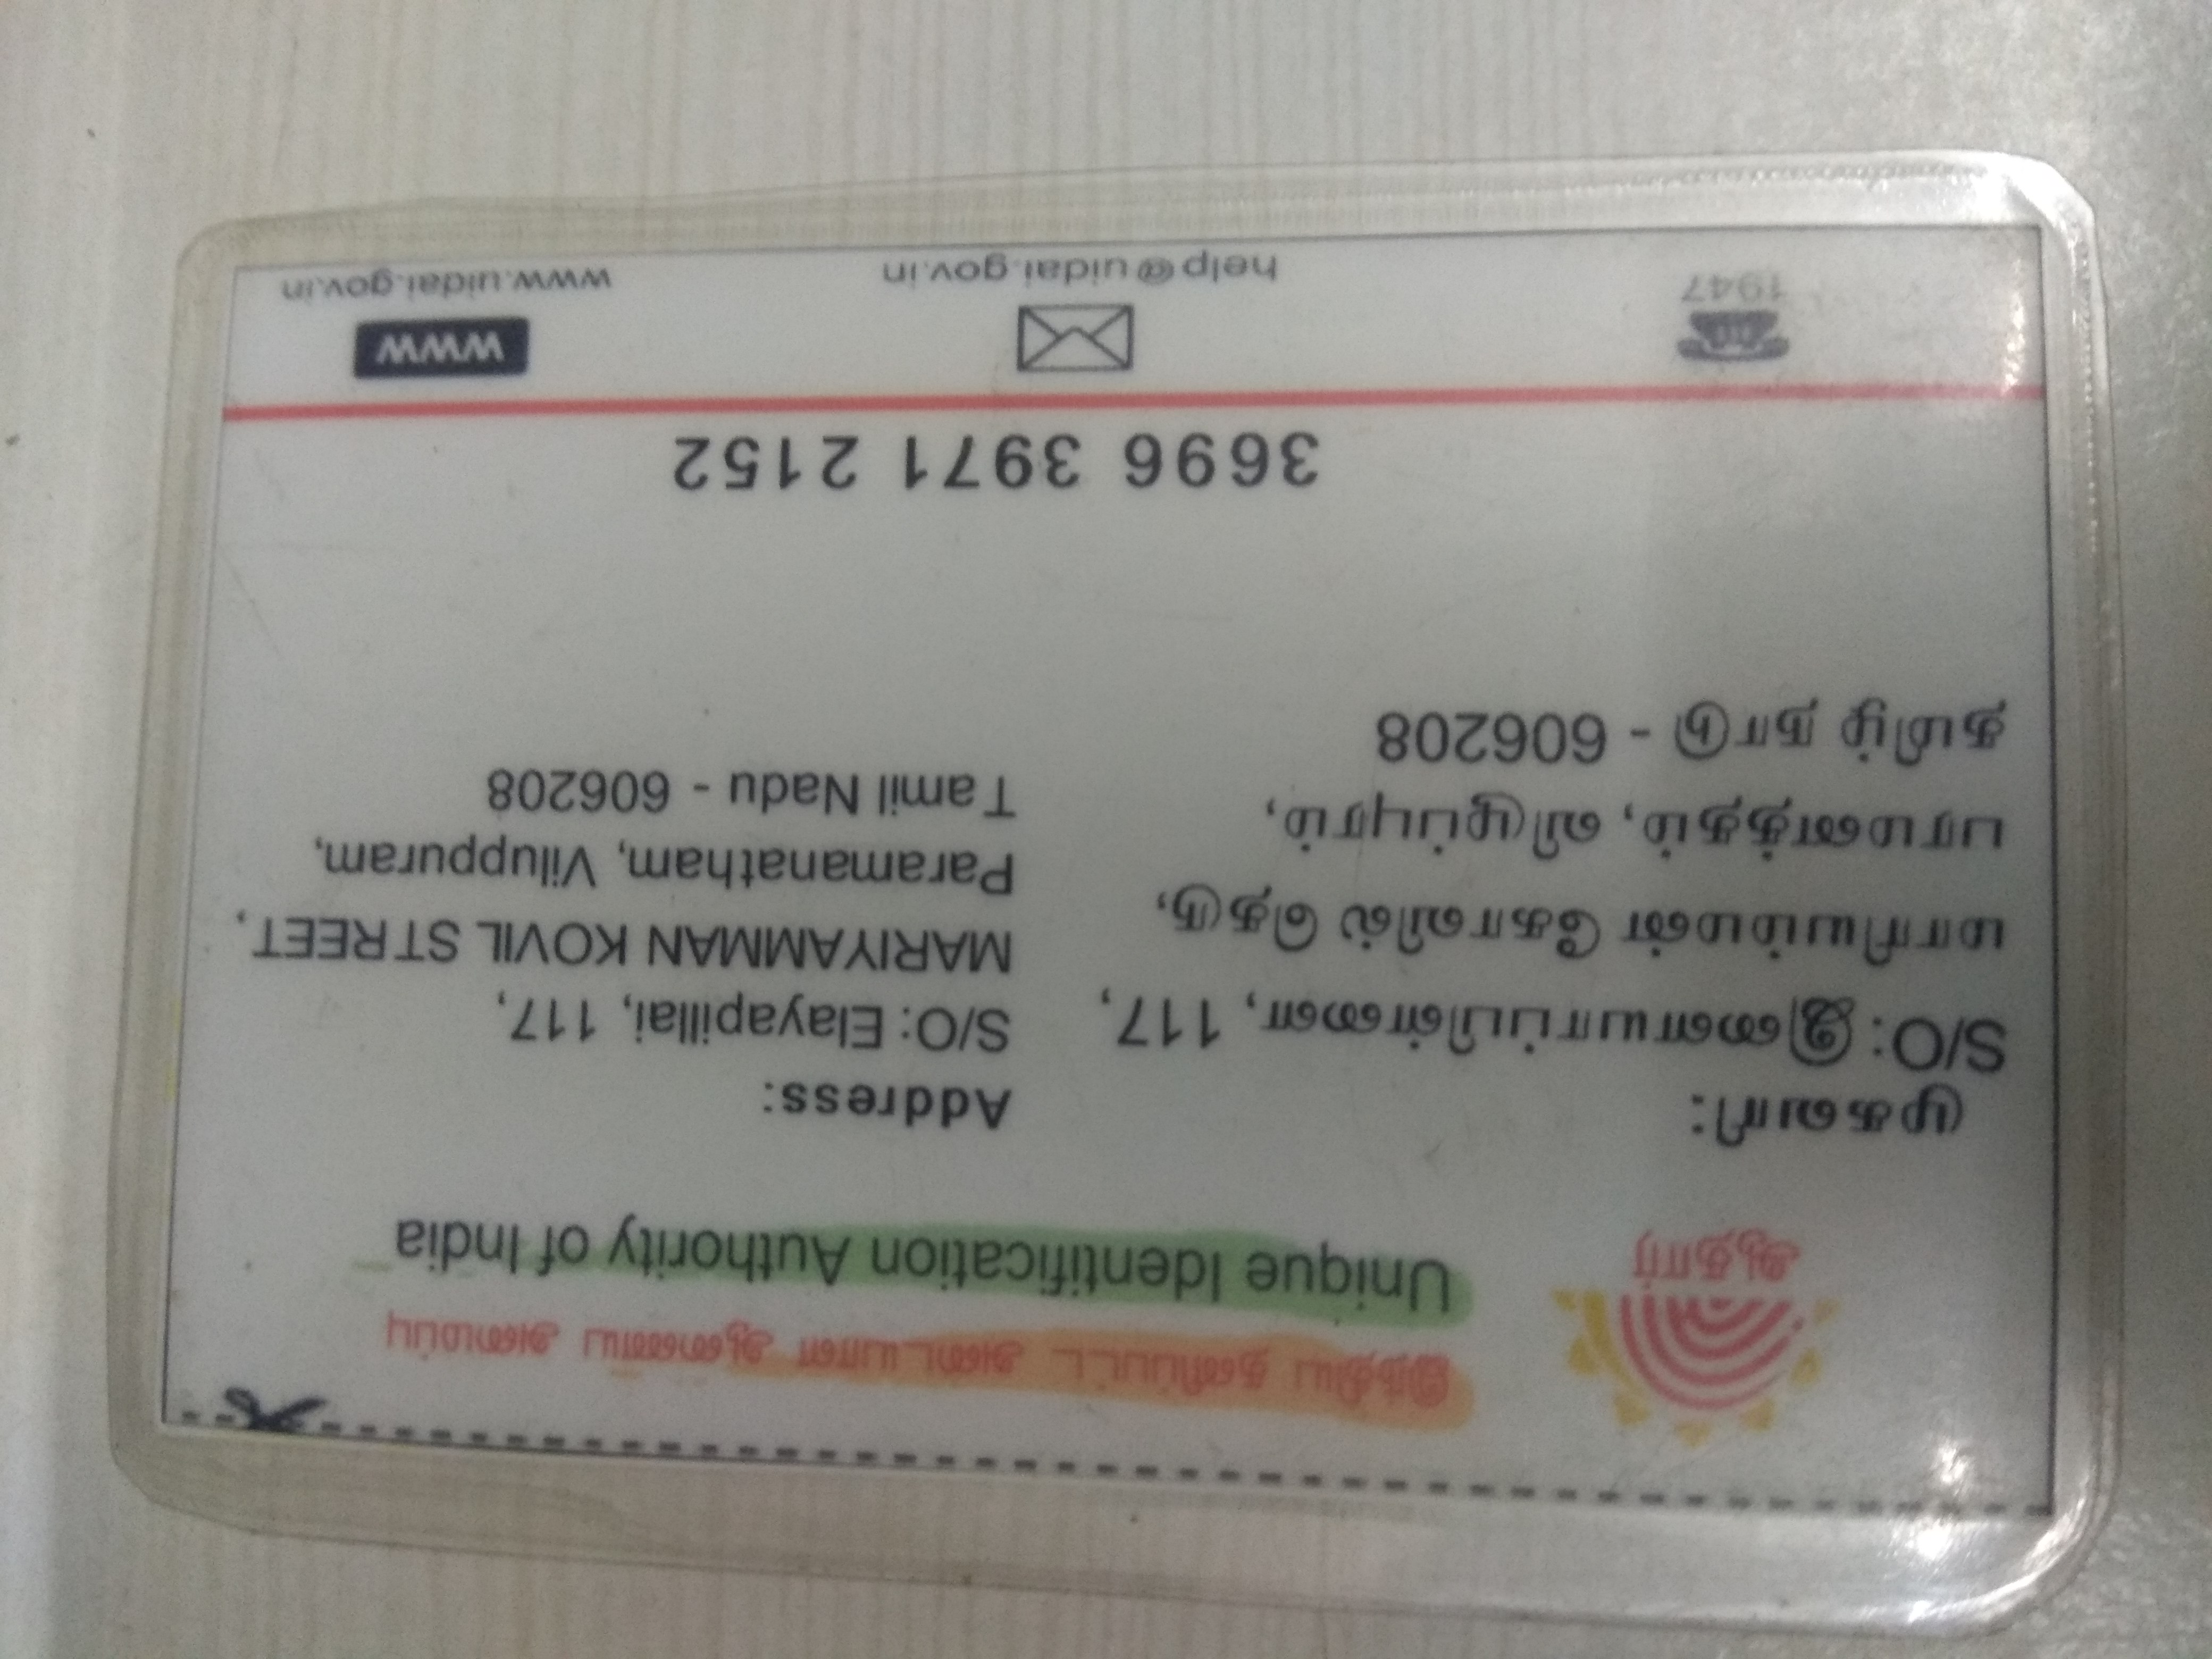 இந்திய தனிப்பட்ட அடையாள ஆணைய அமைப்பு
Unique Identification Authority of India
ஆதார்
முகவரி:
S/O: இளையாப்பிள்ளை, 117,
மாரியம்மன் கோவில் தெரு,
பரமனத்தம், விழுப்புரம்,
தமிழ் நாடு - 606208
Address:
S/O: Elayapillai, 117,
MARIYAMMAN KOVIL STREET,
Paramanatham, Viluppuram,
Tamil Nadu - 606208
3696 3971 2152
1947
help@uidai.gov.in
WWW
www.uidai.gov.in